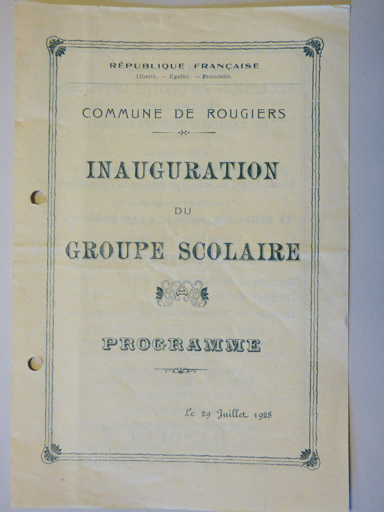 RÉPUBLIQUE FRANÇAISE
Liberté. — Égalité. — Fraternité.
COMMUNE DE ROUGIERS
INAUGURATION
DU
GROUPE SCOLAIRE
PROGRAMME
Le 29 Juillet 1928